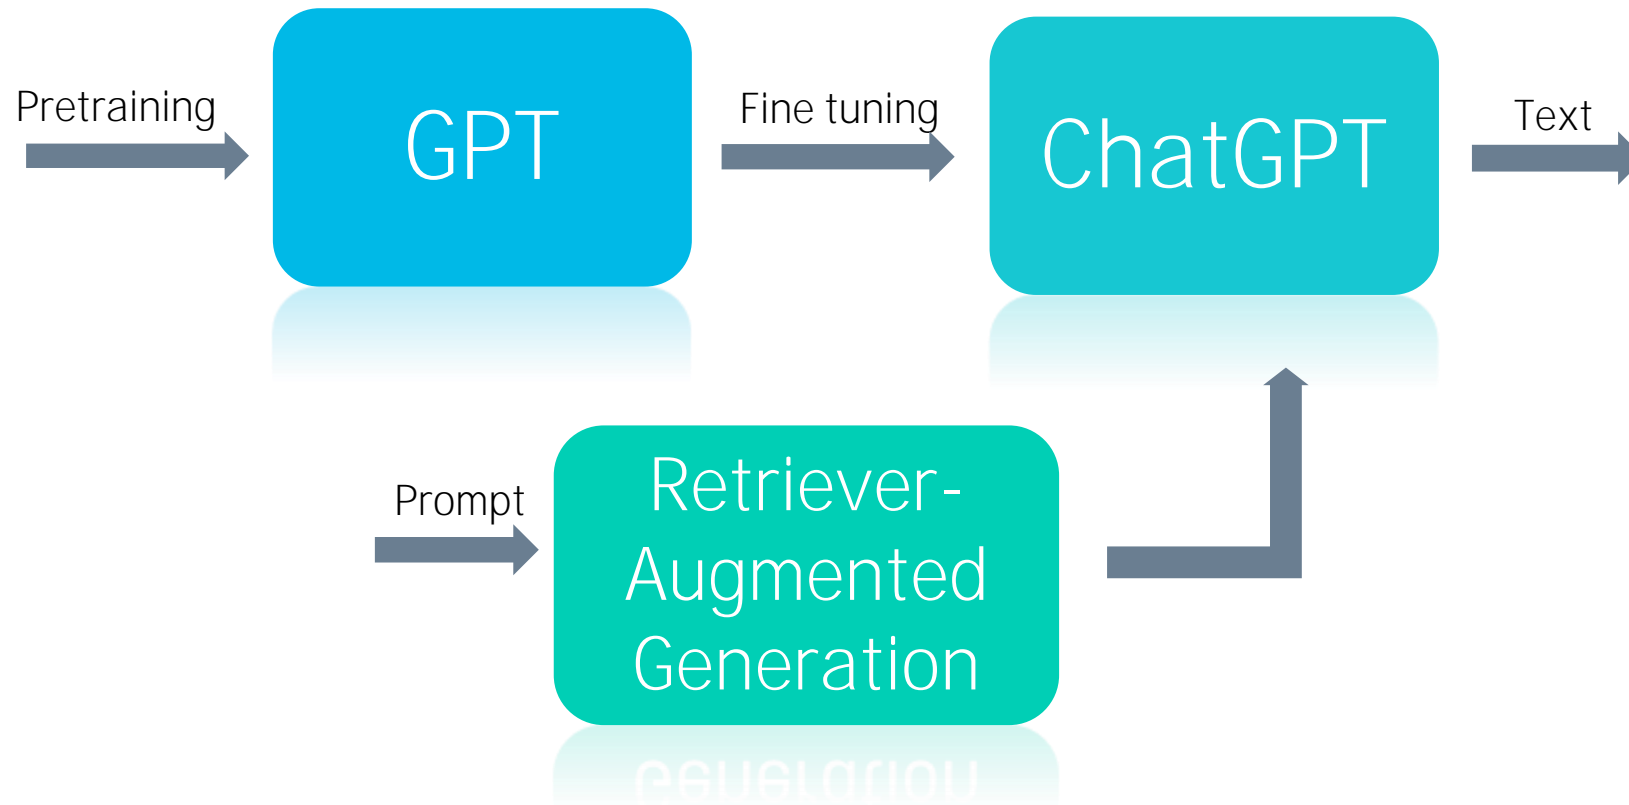 Pretraining
GPT
Fine tuning
ChatGPT
Text
Prompt
Retriever-
Augmented
Generation